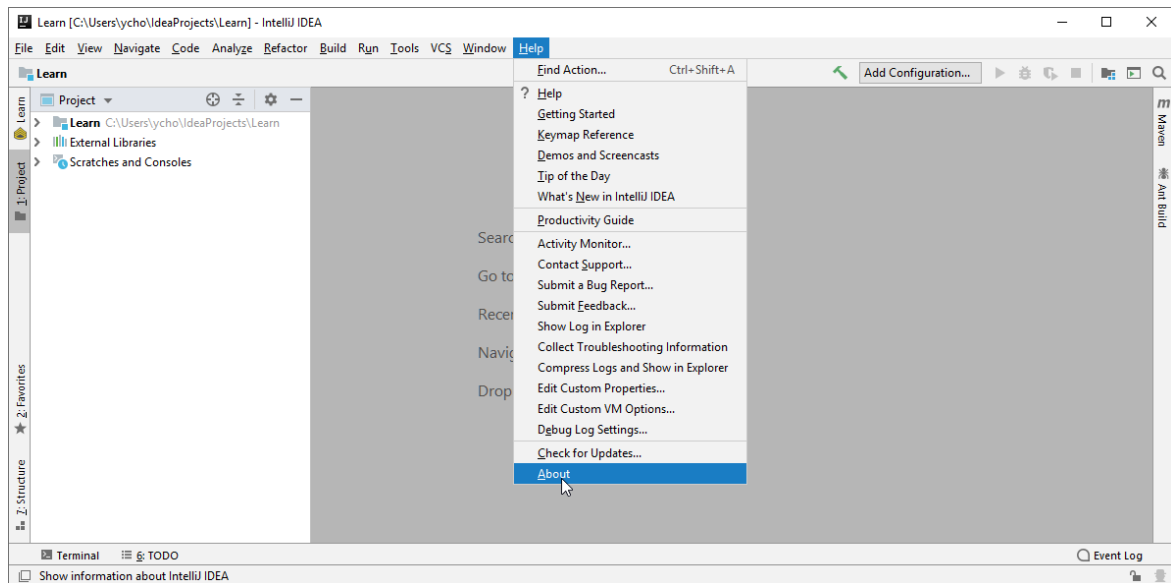 Learn [C:\Users\ycho\IdeaProjects\Learn] - IntelliJ IDEA
File Edit View Navigate Code Analyze Refactor Build Run Tools VCS Window Help
Learn
Add Configuration...
Project
Learn C:\Users\ycho\IdeaProjects\Learn
External Libraries
Scratches and Consoles
Learn
1: Project
2: Favorites
7: Structure
Find Action... Ctrl+Shift+A
? Help
Getting Started
Keymap Reference
Demos and Screencasts
Tip of the Day
What's New in IntelliJ IDEA
Productivity Guide
Activity Monitor...
Contact Support...
Submit a Bug Report...
Submit Feedback...
Show Log in Explorer
Collect Troubleshooting Information
Compress Logs and Show in Explorer
Edit Custom Properties...
Edit Custom VM Options...
Debug Log Settings...
Check for Updates...
About
Go to
Drop
m Maven
Ant Build
Terminal 6: TODO
Event Log
Show information about IntelliJ IDEA